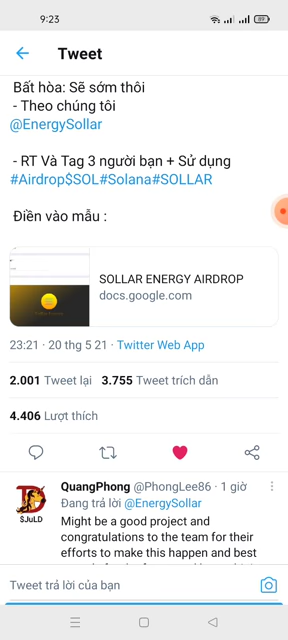 9:23
89
Tweet
Bất hòa: Sẽ sớm thôi
- Theo chúng tôi
@EnergySollar
- RT Và Tag 3 người bạn + Sử dụng
#Airdrop$SOL#Solana#SOLLAR
Điền vào mẫu :
SOLLAR ENERGY AIRDROP
docs.google.com
23:21 · 20 thg 5 21 · Twitter Web App
2.001 Tweet lại 3.755 Tweet trích dẫn
4.406 Lượt thích
QuangPhong @PhongLee86 · 1 giờ
Đang trả lời @EnergySollar
$JuLD
Might be a good project and
congratulations to the team for their
efforts to make this happen and best
Tweet trả lời của bạn